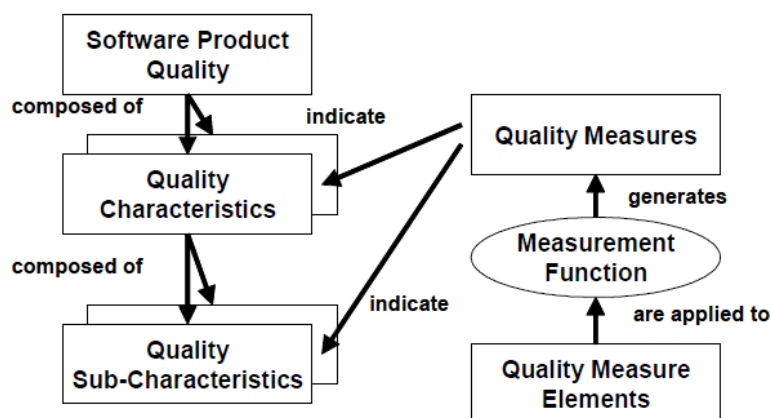 Software Product
Quality
composed of
indicate
Quality Measures
Quality
Characteristics
generates
Measurement
Function
composed of
indicate
are applied to
Quality
Sub-Characteristics
Quality Measure
Elements